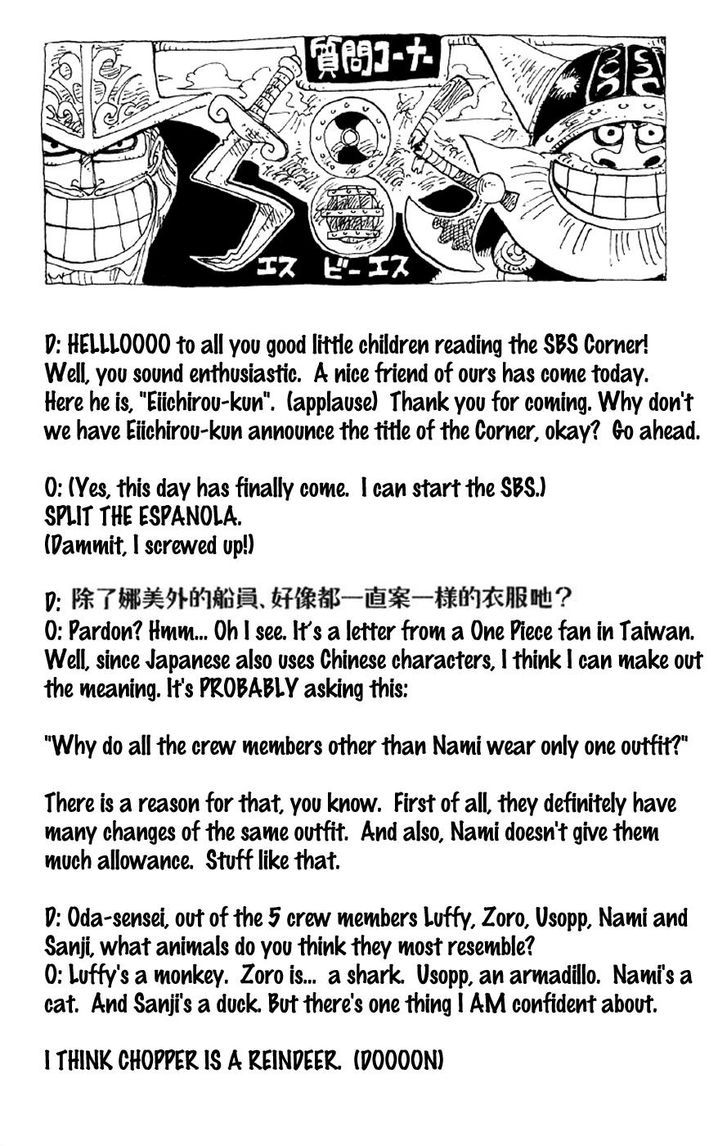 質問コーナー
エス ビー エス
D: HELLLOOOO to all you good little children reading the SBS Corner!
Well, you sound enthusiastic. A nice friend of ours has come today.
Here he is, "Eiichirou-kun". (applause) Thank you for coming. Why don't
we have Eiichirou-kun announce the title of the Corner, okay? Go ahead.
O: (Yes, this day has finally come. I can start the SBS.)
SPLIT THE ESPANOLA.
(Dammit, I screwed up!)
D: 除了娜美外的船員、好像都一直案一樣的衣服吔？
O: Pardon? Hmm... Oh I see. It's a letter from a One Piece fan in Taiwan.
Well, since Japanese also uses Chinese characters, I think I can make out
the meaning. It's PROBABLY asking this:
"Why do all the crew members other than Nami wear only one outfit?"
There is a reason for that, you know. First of all, they definitely have
many changes of the same outfit. And also, Nami doesn't give them
much allowance. Stuff like that.
D: Oda-sensei, out of the 5 crew members Luffy, Zoro, Usopp, Nami and
Sanji, what animals do you think they most resemble?
O: Luffy's a monkey. Zoro is... a shark. Usopp, an armadillo. Nami's a
cat. And Sanji's a duck. But there's one thing I AM confident about.
I THINK CHOPPER IS A REINDEER. (DOOOON)